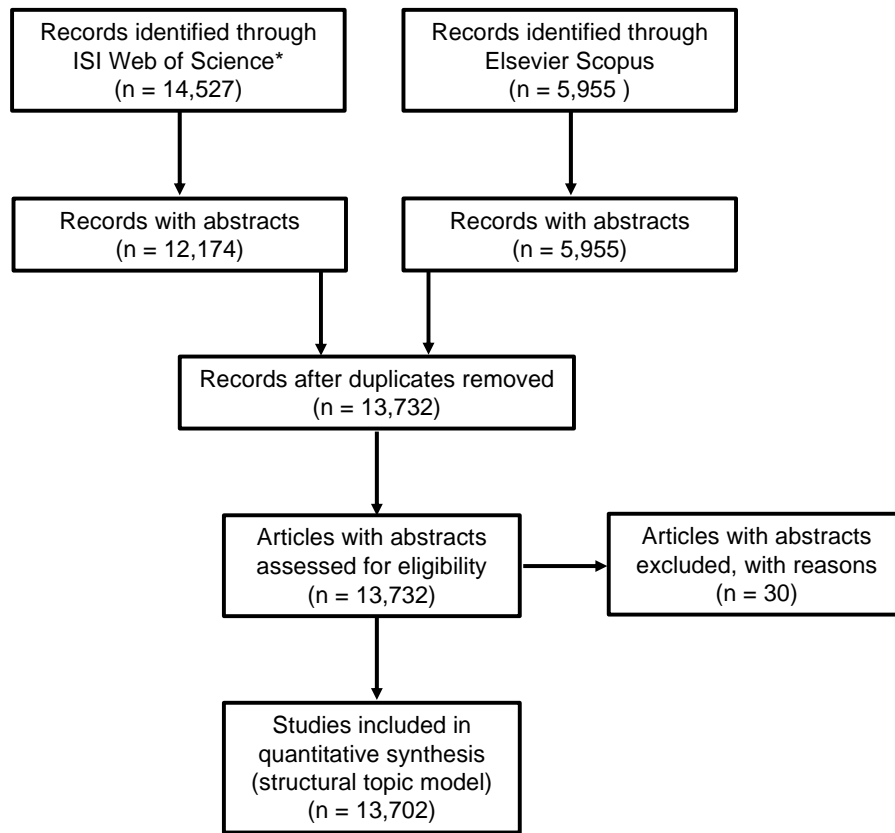 Records identified through
ISI Web of Science*
(n = 14,527)
Records identified through
Elsevier Scopus
(n = 5,955 )
Records with abstracts
(n = 12,174)
Records with abstracts
(n = 5,955)
Records after duplicates removed
(n = 13,732)
Articles with abstracts
assessed for eligibility
(n = 13,732)
Articles with abstracts
excluded, with reasons
(n = 30)
Studies included in
quantitative synthesis
(structural topic model)
(n = 13,702)